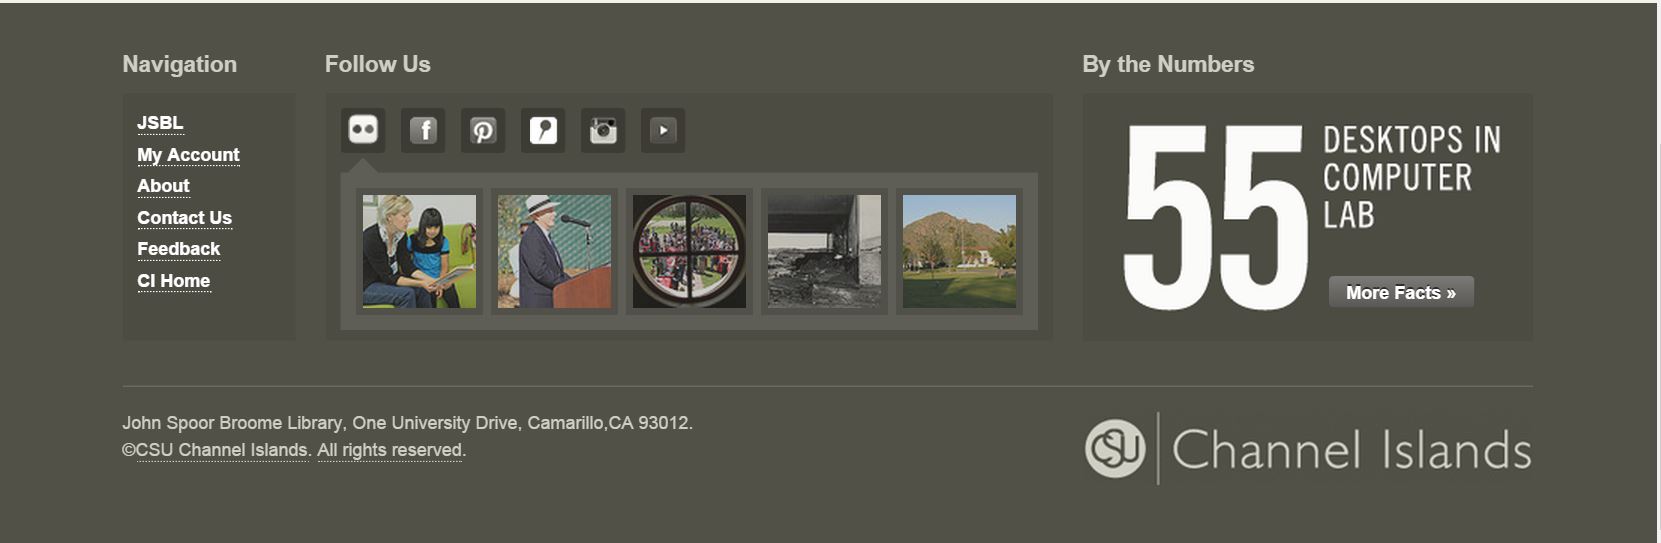 Navigation
JSBL
My Account
About
Contact Us
Feedback
CI Home
Follow Us
By the Numbers
55
DESKTOPS IN
COMPUTER
LAB
More Facts »
John Spoor Broome Library, One University Drive, Camarillo,CA 93012.
©CSU Channel Islands. All rights reserved.
CSU Channel Islands